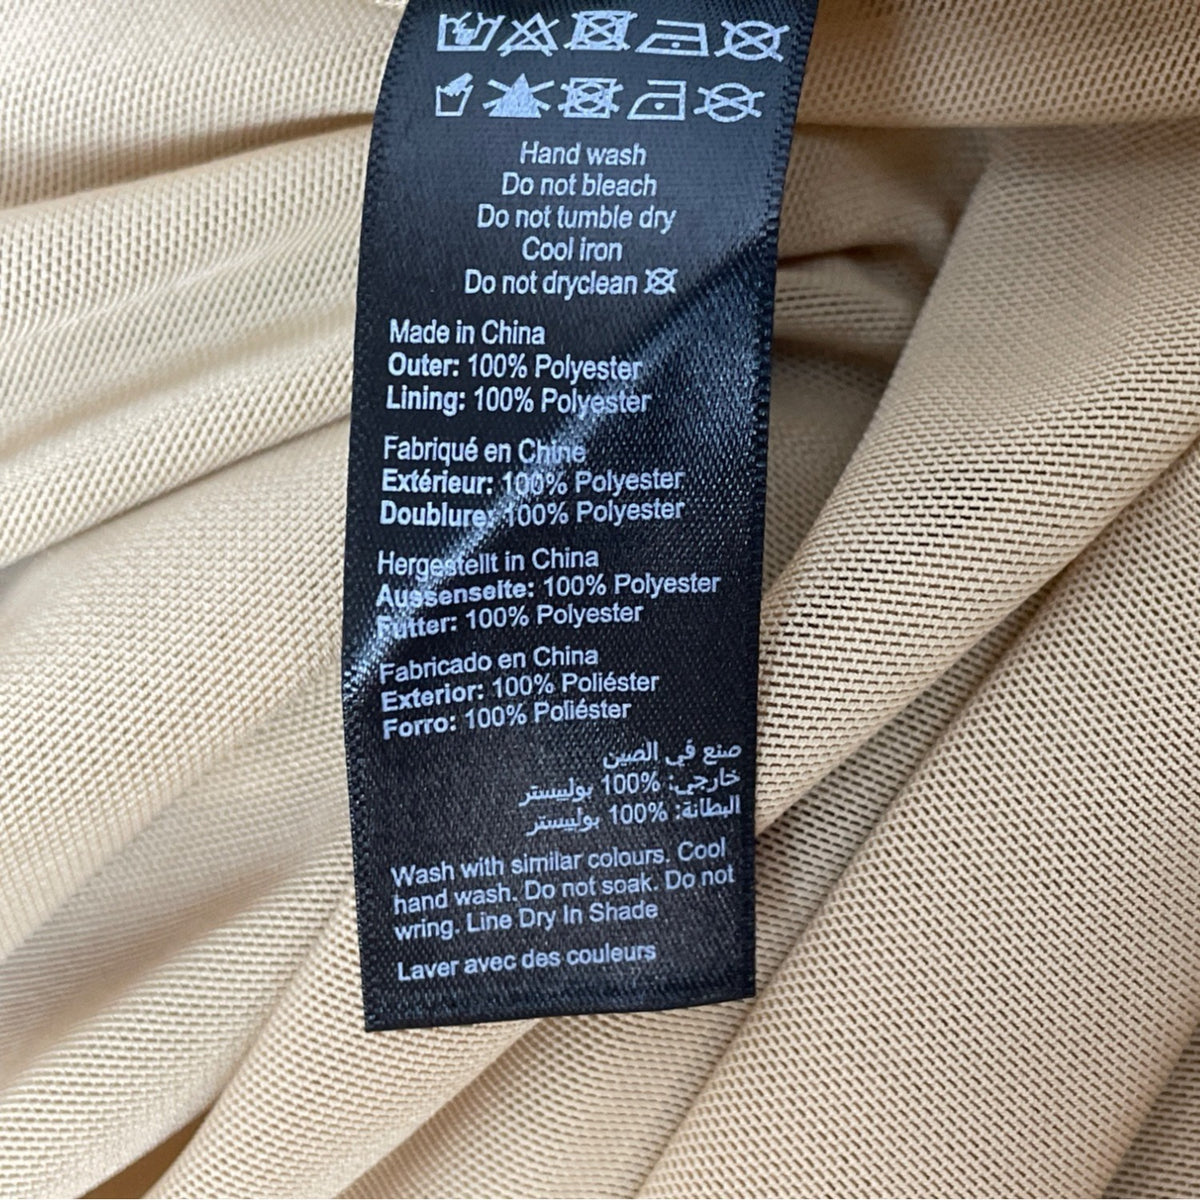 Hand wash
Do not bleach
Do not tumble dry
Cool iron
Do not dryclean
Made in China
Outer: 100% Polyester
Lining: 100% Polyester
Fabriqué en Chine
Extérieur: 100% Polyester
Doublure: 100% Polyester
Hergestellt in China
Aussenseite: 100% Polyester
Futter: 100% Polyester
Fabricado en China
Exterior: 100% Poliéster
Forro: 100% Poliéster
صنع في الصين
خارجي: 100% بوليستر
البطانة: 100% بوليستر
Wash with similar colours. Cool
hand wash. Do not soak. Do not
wring. Line Dry In Shade
Laver avec des couleurs